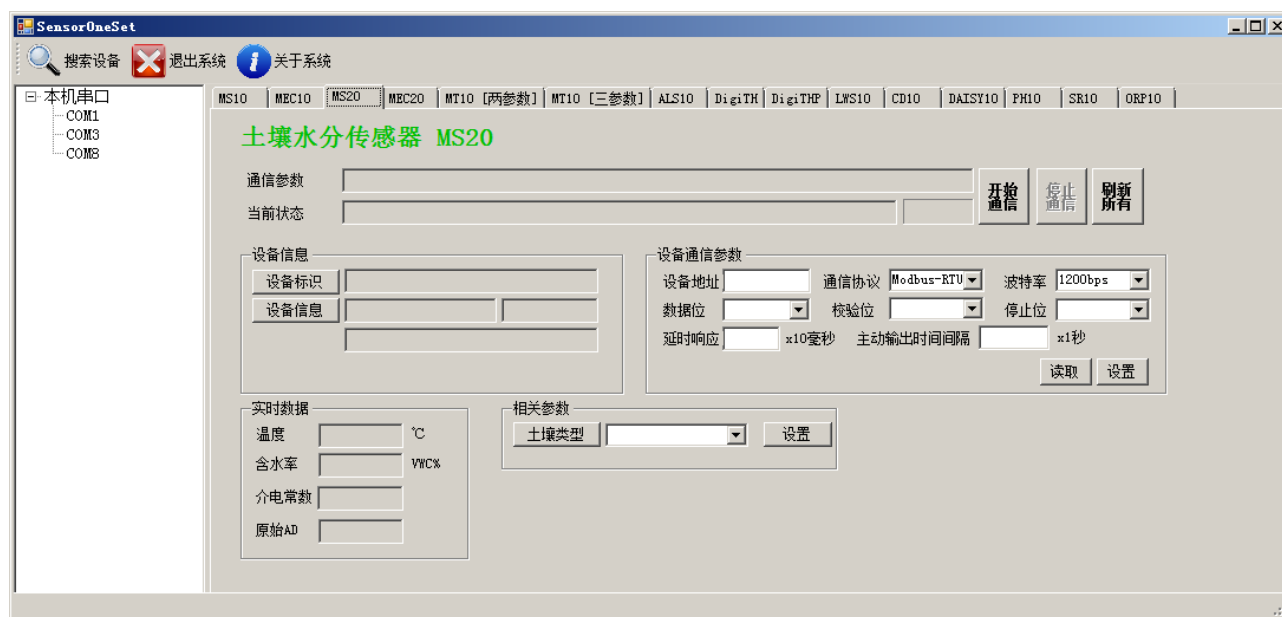 SensorOneSet
搜索设备 退出系统 关于系统
本机串口
COM1
COM3
COM8
MS10 MEC10 MS20 MEC20 MT10 [两参数] MT10 [三参数] ALS10 DigiTH DigiTHP LWS10 CD10 DAISY10 PH10 SR10 ORP10
土壤水分传感器 MS20
通信参数
当前状态
开始
通信
停止
通信
刷新
所有
设备信息
设备标识
设备信息
设备通信参数
设备地址 通信协议 Modbus-RTU 波特率 1200bps
数据位 校验位 停止位
延时响应 x10毫秒 主动输出时间间隔 x1秒
读取 设置
实时数据
温度 ℃
含水率 VWC%
介电常数
原始AD
相关参数
土壤类型 设置